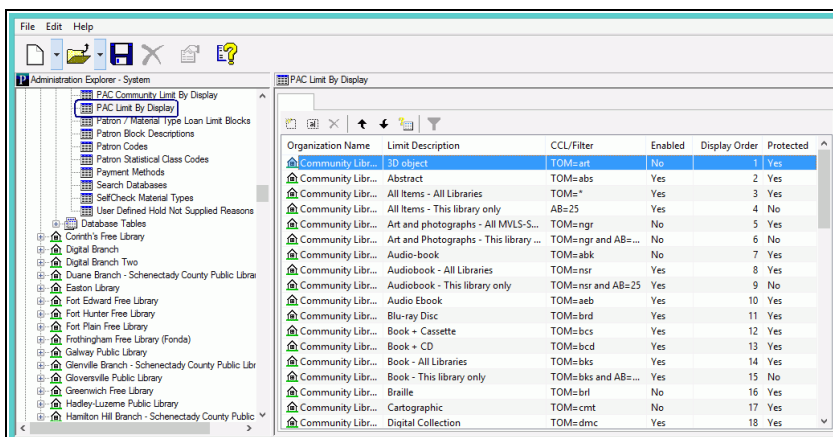 File Edit Help
Administration Explorer - System
PAC Community Limit By Display
PAC Limit By Display
Patron / Material Type Loan Limit Blocks
Patron Block Descriptions
Patron Codes
Patron Statistical Class Codes
Payment Methods
Search Databases
SelfCheck Material Types
User Defined Hold Not Supplied Reasons
Database Tables
Corinth's Free Library
Digital Branch
Digital Branch Two
Duane Branch - Schenectady County Public Librar
Easton Library
Fort Edward Free Library
Fort Hunter Free Library
Fort Plain Free Library
Frothingham Free Library (Fonda)
Galway Public Library
Glenville Branch - Schenectady County Public Libr
Gloversville Public Library
Greenwich Free Library
Hadley-Luzerne Public Library
Hamilton Hill Branch - Schenectady County Public
PAC Limit By Display
Organization Name Limit Description CCL/Filter Enabled Display Order Protected
Community Libr... 3D object TOM=art No 1 Yes
Community Libr... Abstract TOM=abs Yes 2 Yes
Community Libr... All Items - All Libraries TOM=* Yes 3 Yes
Community Libr... All Items - This library only AB=25 Yes 4 No
Community Libr... Art and photographs - All MVLS-S... TOM=ngr No 5 Yes
Community Libr... Art and Photographs - This library ... TOM=ngr and AB=... No 6 No
Community Libr... Audio-book TOM=abk No 7 Yes
Community Libr... Audiobook - All Libraries TOM=nsr Yes 8 Yes
Community Libr... Audiobook - This library only TOM=nsr and AB=25 Yes 9 No
Community Libr... Audio Ebook TOM=aeb Yes 10 Yes
Community Libr... Blu-ray Disc TOM=brd Yes 11 Yes
Community Libr... Book + Cassette TOM=bcs Yes 12 Yes
Community Libr... Book + CD TOM=bcd Yes 13 Yes
Community Libr... Book - All Libraries TOM=bks Yes 14 Yes
Community Libr... Book - This library only TOM=bks and AB=... Yes 15 No
Community Libr... Braille TOM=brl No 16 Yes
Community Libr... Cartographic TOM=cmt No 17 Yes
Community Libr... Digital Collection TOM=dmc Yes 18 Yes